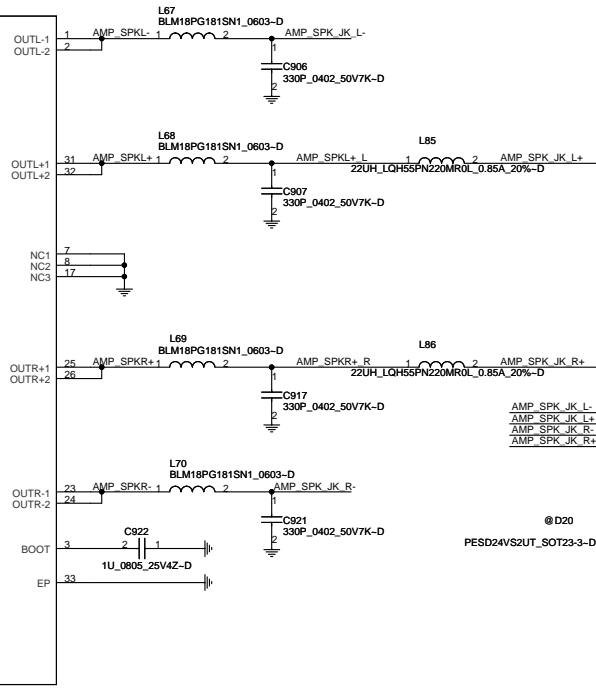 L67
BLM18PG181SN1_0603~D
OUTL-1 1 AMP_SPKL- 1 2 AMP_SPK_JK_L-
OUTL-2 2
1
C906
330P_0402_50V7K~D
2
L68
BLM18PG181SN1_0603~D
L85
OUTL+1 31 AMP_SPKL+ 1 2 AMP_SPKL+_L 1 2 AMP_SPK_JK_L+
OUTL+2 32
22UH_LQH55PN220MR0L_0.85A_20%~D
1
C907
330P_0402_50V7K~D
2
NC1 7
NC2 8
NC3 17
L69
BLM18PG181SN1_0603~D
L86
OUTR+1 25 AMP_SPKR+ 1 2 AMP_SPKR+_R 1 2 AMP_SPK_JK_R+
OUTR+2 26
22UH_LQH55PN220MR0L_0.85A_20%~D
1
C917
330P_0402_50V7K~D
2
AMP_SPK_JK_L-
AMP_SPK_JK_L+
AMP_SPK_JK_R-
AMP_SPK_JK_R+
L70
BLM18PG181SN1_0603~D
OUTR-1 23 AMP_SPKR- 1 2 AMP_SPK_JK_R-
OUTR-2 24
1
C921
330P_0402_50V7K~D
2
@ D20
PESD24VS2UT_SOT23-3~D
C922
BOOT 3 2 1
1U_0805_25V4Z~D
EP 33